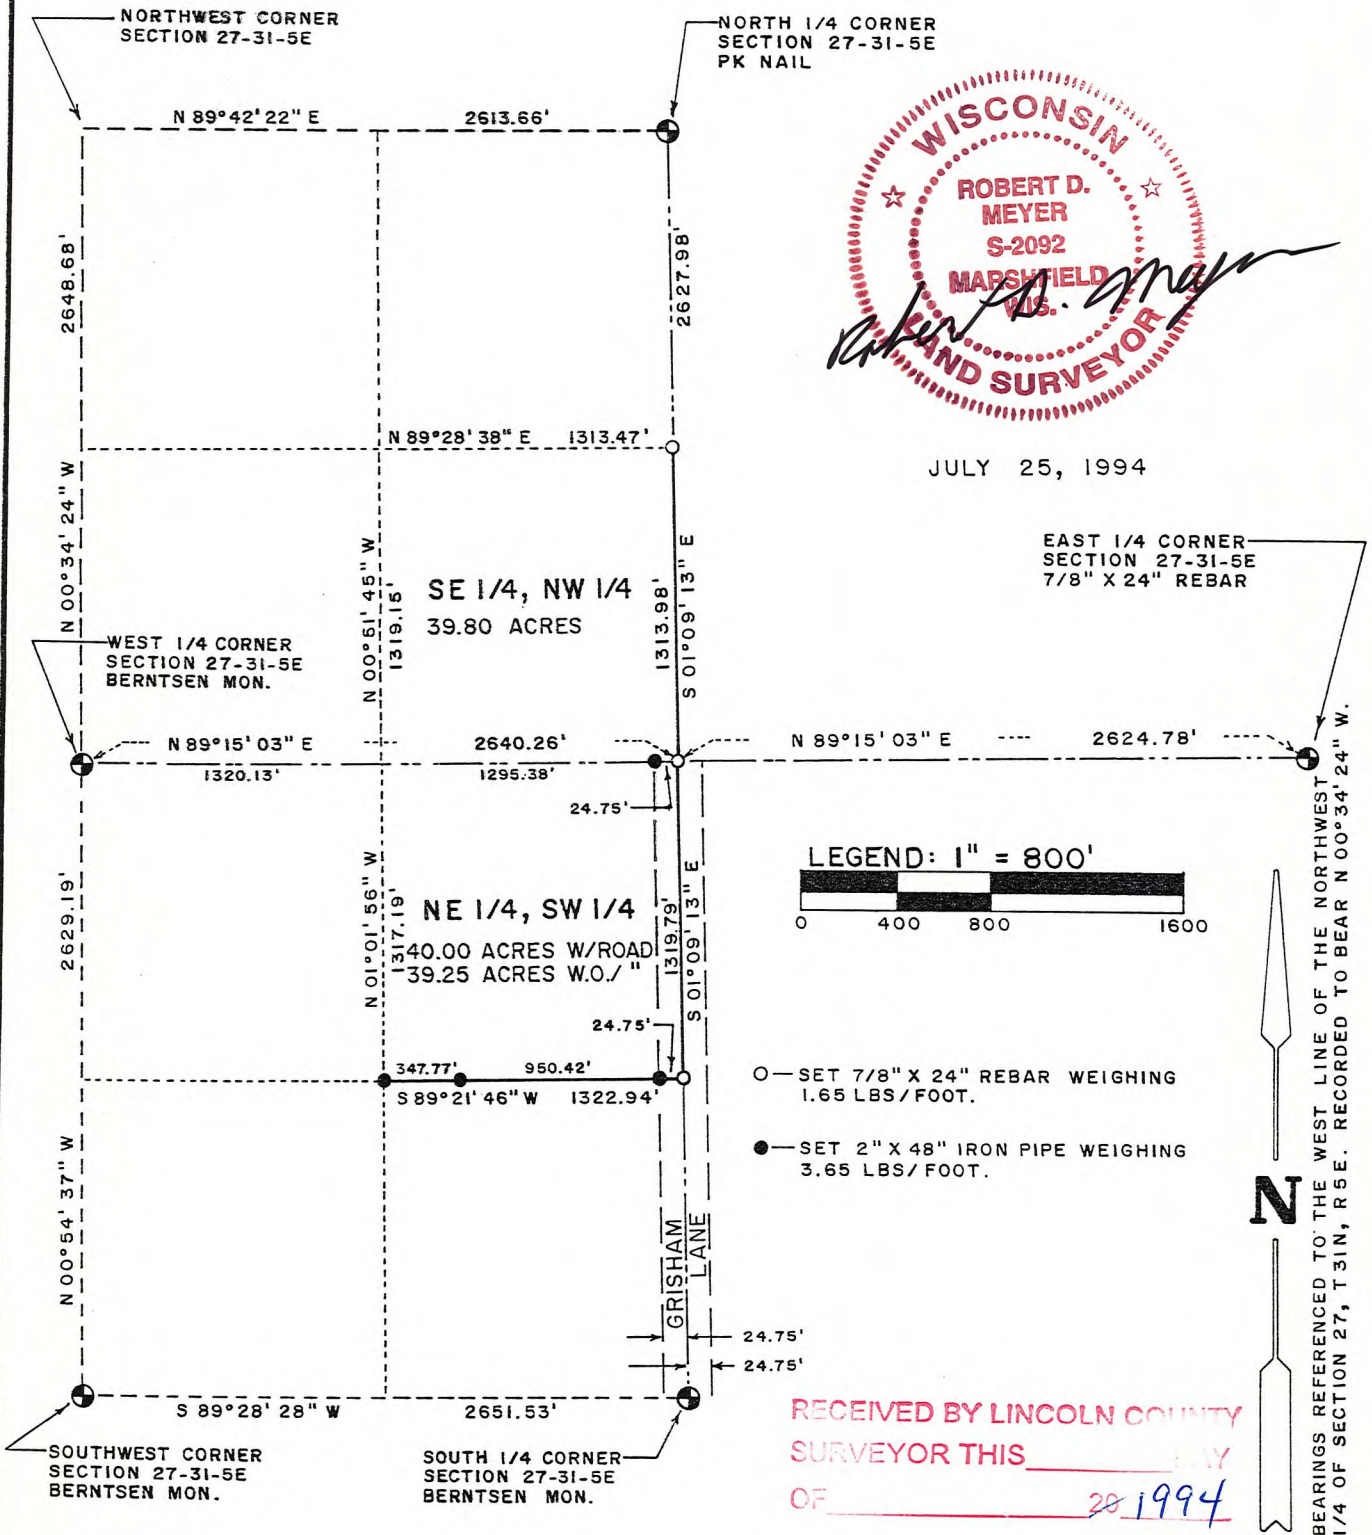 NORTHWEST CORNER
SECTION 27-31-5E
NORTH 1/4 CORNER
SECTION 27-31-5E
PK NAIL
N 89°42'22" E 2613.66'
WISCONSIN
ROBERT D.
MEYER
S-2092
MARSHFIELD
WIS.
LAND SURVEYOR
Robert D. Meyer
JULY 25, 1994
2648.68'
N 00°34'24" W
2627.98'
N 89°28'38" E 1313.47'
EAST 1/4 CORNER
SECTION 27-31-5E
7/8" X 24" REBAR
N 00°51'45" W
1319.15'
SE 1/4, NW 1/4
39.80 ACRES
1313.98'
S 01°09'13" E
WEST 1/4 CORNER
SECTION 27-31-5E
BERNTSEN MON.
N 89°15'03" E 2640.26'
N 89°15'03" E 2624.78'
1320.13' 1295.38'
24.75'
LEGEND: 1" = 800'
0 400 800 1600
2629.19'
N 00°54'37" W
N 01°01'56" W
1317.19'
NE 1/4, SW 1/4
40.00 ACRES W/ROAD
39.25 ACRES W.O./ "
1319.79'
S 01°09'13" E
24.75'
347.77' 950.42'
S 89°21'46" W 1322.94'
SET 7/8" X 24" REBAR WEIGHING
1.65 LBS/FOOT.
SET 2" X 48" IRON PIPE WEIGHING
3.65 LBS/FOOT.
N
GRISHAM
LANE
24.75'
24.75'
S 89°28'28" W 2651.53'
SOUTHWEST CORNER
SECTION 27-31-5E
BERNTSEN MON.
SOUTH 1/4 CORNER
SECTION 27-31-5E
BERNTSEN MON.
RECEIVED BY LINCOLN COUNTY
SURVEYOR THIS DAY
OF 20 1994
BEARINGS REFERENCED TO THE WEST LINE OF THE NORTHWEST
1/4 OF SECTION 27, T31N, R5E. RECORDED TO BEAR N 00°34'24" W.